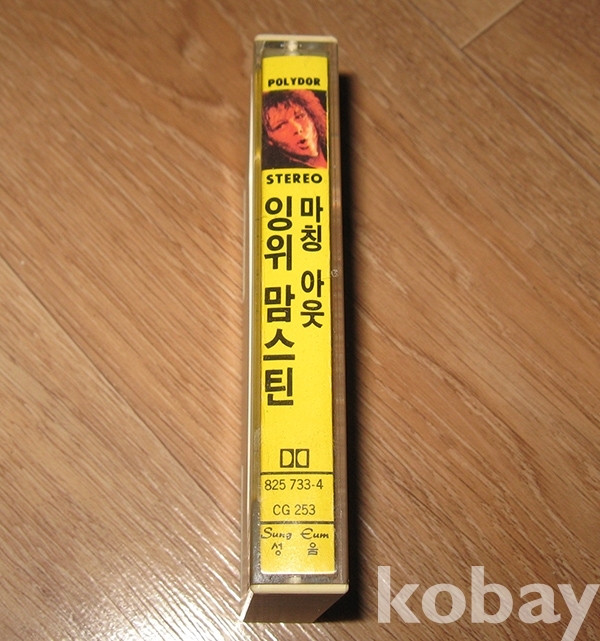 POLYDOR
STEREO
마칭 아웃
잉위 맘스틴
825 733-4
CG 253
Sung Eum
성 음
kobay